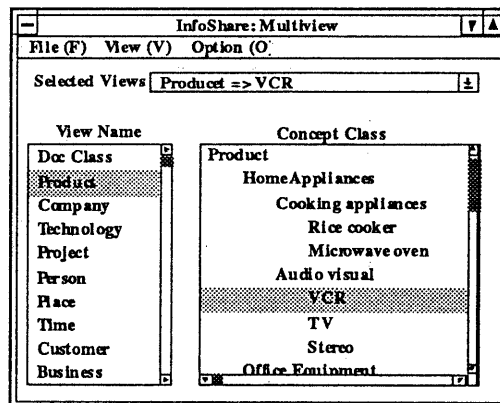 InfoShare: Multiview
File (F) View (V) Option (O
Selected Views Producet => VCR
View Name
Doc Class
Product
Company
Technology
Project
Person
Place
Time
Customer
Business
Concept Class
Product
HomeAppliances
Cooking appliances
Rice cooker
Microwave oven
Audio visual
VCR
TV
Stereo
Office Equipment